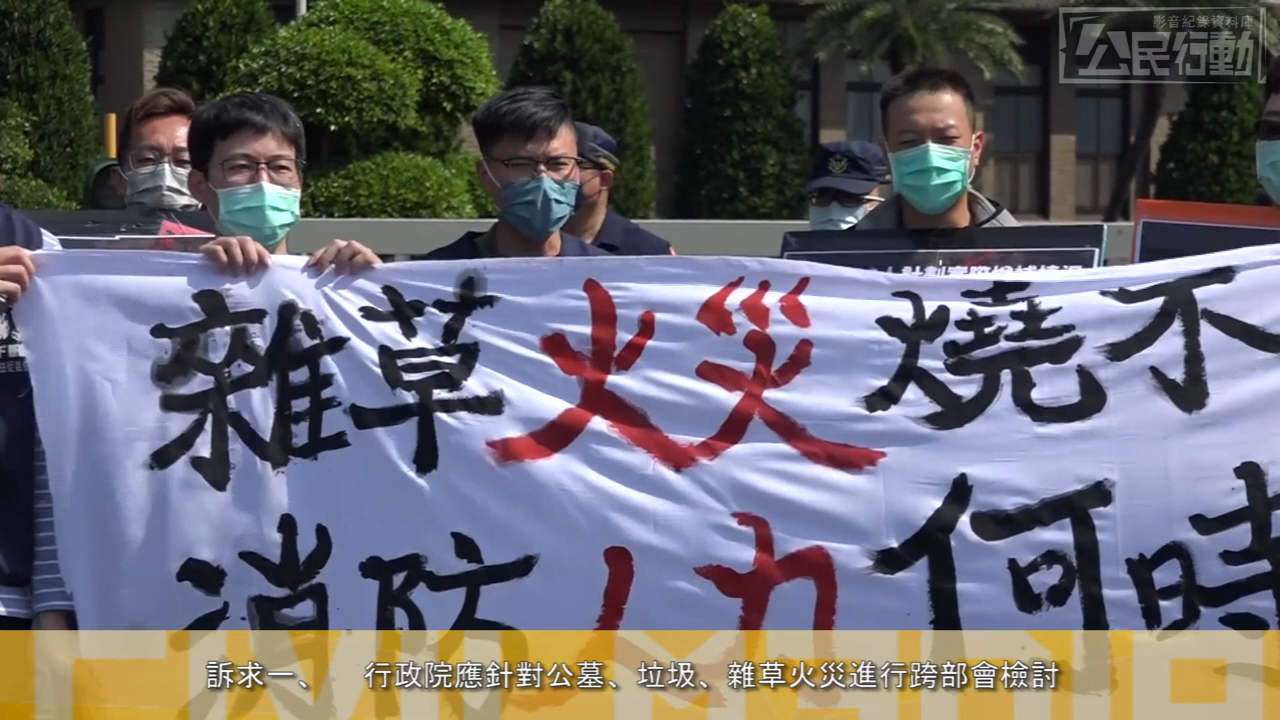 影音紀錄資料庫
公民行動
雜草火災燒不
消防人力何時
訴求一、 行政院應針對公墓、垃圾、雜草火災進行跨部會檢討